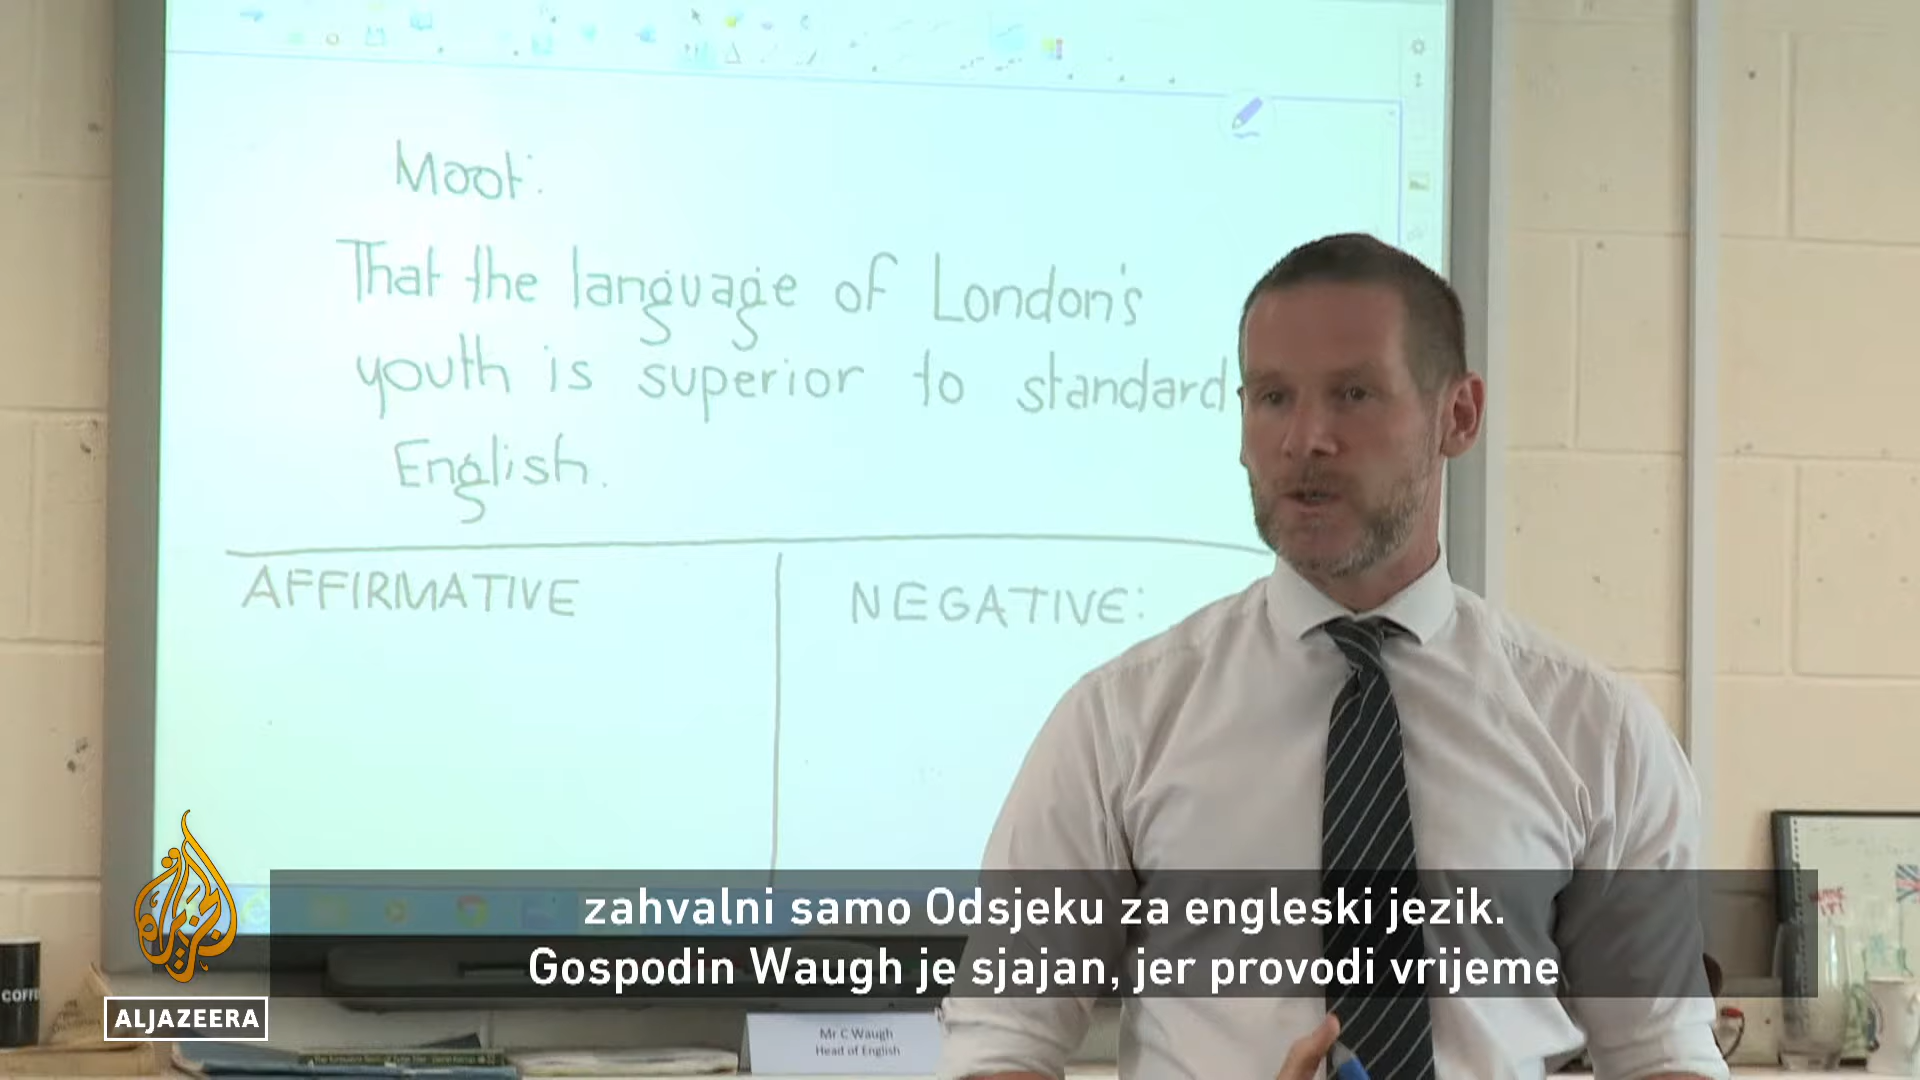 Moot:
That the language of London's
youth is superior to standard
English.
AFFIRMATIVE
NEGATIVE:
zahvalni samo Odsjeku za engleski jezik.
Gospodin Waugh je sjajan, jer provodi vrijeme
ALJAZEERA
Mr C Waugh
Head of English